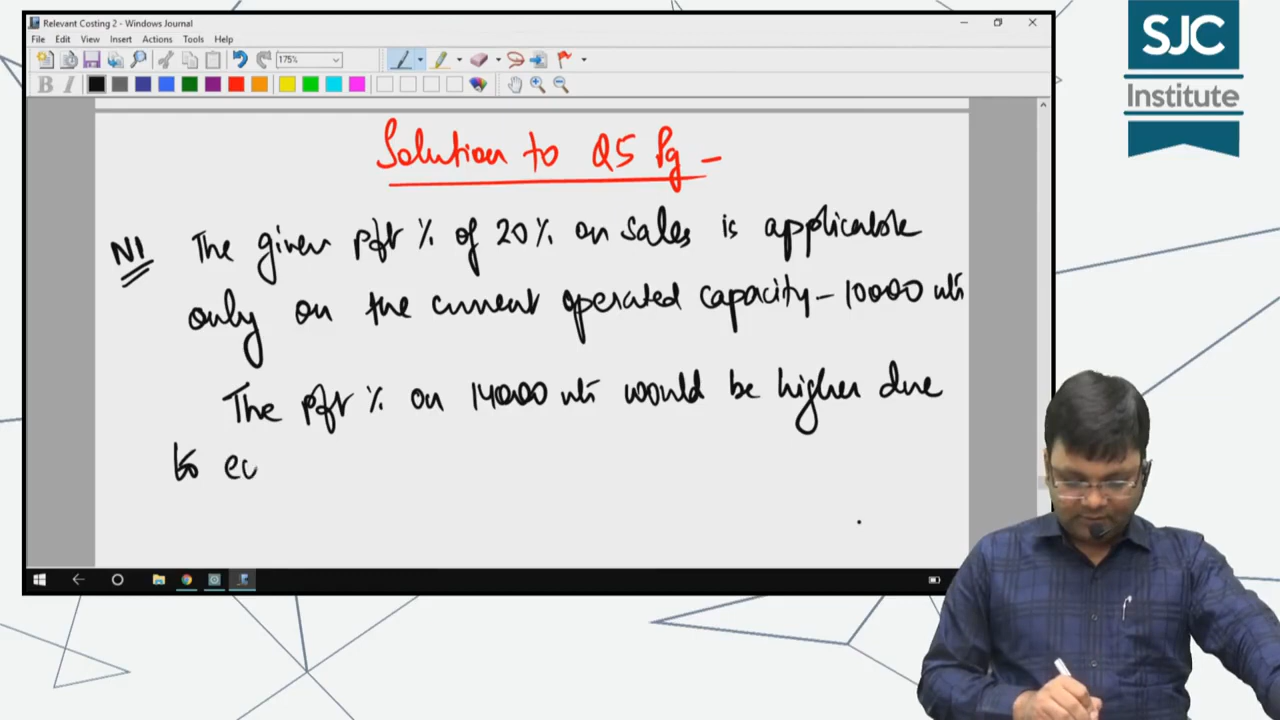 Relevant Costing 2 - Windows Journal
File Edit View Insert Actions Tools Help
175%
B I
Solution to Q5 Pg -
N1 The given pft % of 20% on sales is applicable
only on the current operated capacity - 10000 uts
The pft % on 14000 uts would be higher due
to ec
SJC
Institute